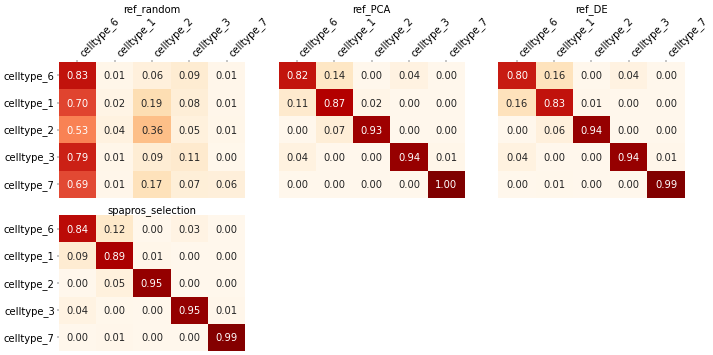 ref_random
ref_PCA
ref_DE
celltype_6 celltype_1 celltype_2 celltype_3 celltype_7
celltype_6 celltype_1 celltype_2 celltype_3 celltype_7
celltype_6 celltype_1 celltype_2 celltype_3 celltype_7
celltype_6 0.83 0.01 0.06 0.09 0.01
celltype_1 0.70 0.02 0.19 0.08 0.01
celltype_2 0.53 0.04 0.36 0.05 0.01
celltype_3 0.79 0.01 0.09 0.11 0.00
celltype_7 0.69 0.01 0.17 0.07 0.06
0.82 0.14 0.00 0.04 0.00
0.11 0.87 0.02 0.00 0.00
0.00 0.07 0.93 0.00 0.00
0.04 0.00 0.00 0.94 0.01
0.00 0.00 0.00 0.00 1.00
0.80 0.16 0.00 0.04 0.00
0.16 0.83 0.01 0.00 0.00
0.00 0.06 0.94 0.00 0.00
0.04 0.00 0.00 0.94 0.01
0.00 0.01 0.00 0.00 0.99
spapros_selection
celltype_6 0.84 0.12 0.00 0.03 0.00
celltype_1 0.09 0.89 0.01 0.00 0.00
celltype_2 0.00 0.05 0.95 0.00 0.00
celltype_3 0.04 0.00 0.00 0.95 0.01
celltype_7 0.00 0.01 0.00 0.00 0.99